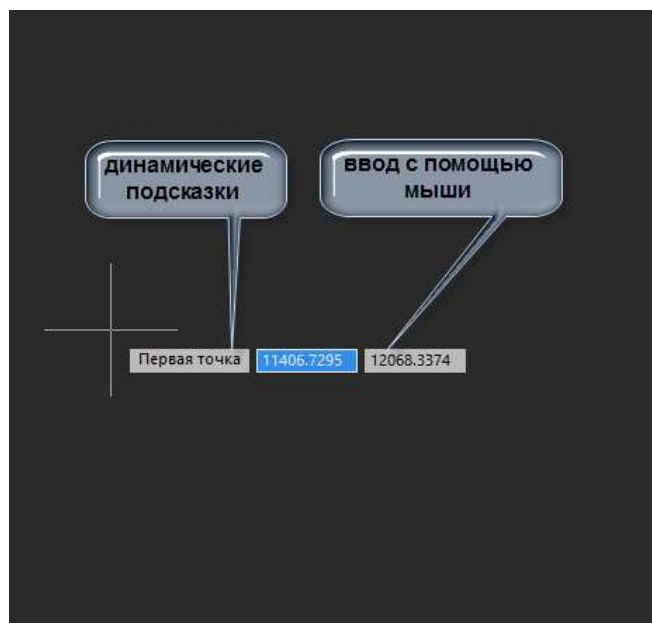 динамические
подсказки
ввод с помощью
мыши
Первая точка 11406.7295 12068.3374